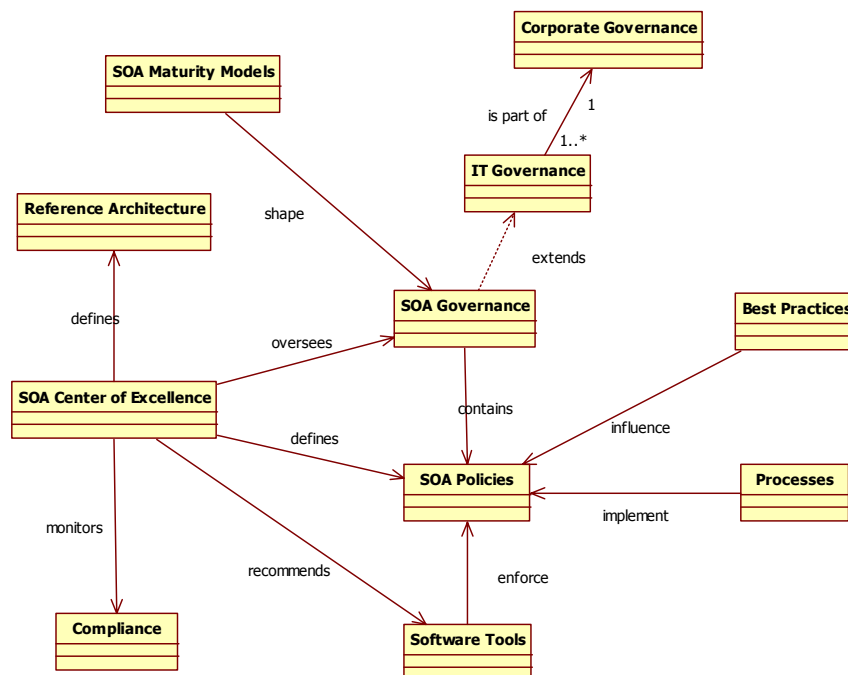 Corporate Governance
SOA Maturity Models
1
is part of
1..*
IT Governance
Reference Architecture
shape
extends
SOA Governance
Best Practices
defines
oversees
SOA Center of Excellence
contains
influence
defines
SOA Policies
Processes
monitors
implement
recommends
enforce
Compliance
Software Tools